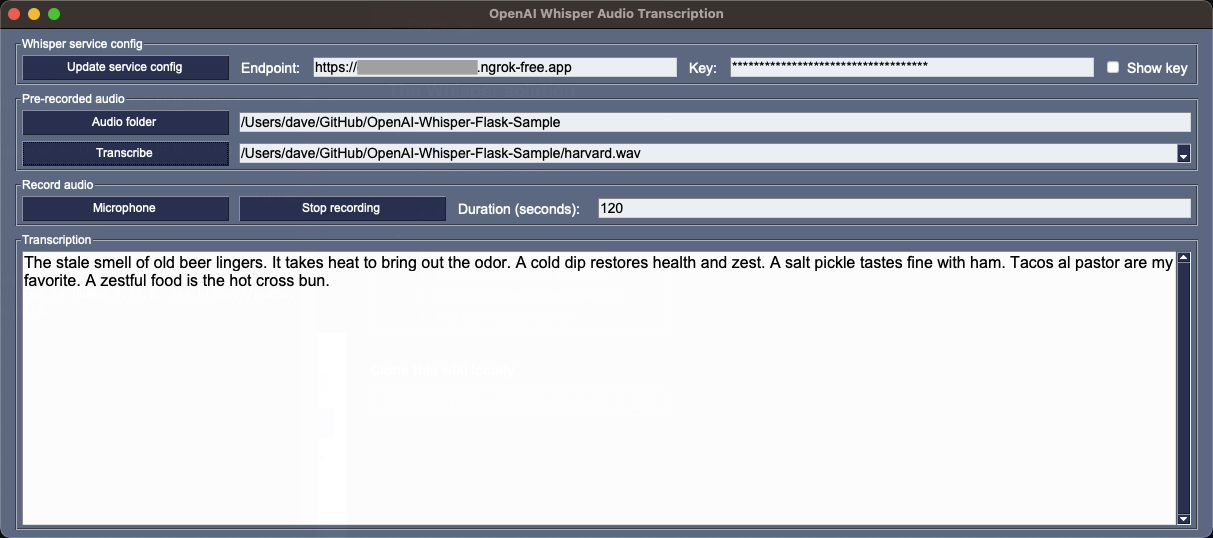 OpenAI Whisper Audio Transcription
Whisper service config
Update service config Endpoint: https:// .ngrok-free.app Key: ************************************ Show key
Pre-recorded audio
Audio folder /Users/dave/GitHub/OpenAI-Whisper-Flask-Sample
Transcribe /Users/dave/GitHub/OpenAI-Whisper-Flask-Sample/harvard.wav
Record audio
Microphone Stop recording Duration (seconds): 120
Transcription
The stale smell of old beer lingers. It takes heat to bring out the odor. A cold dip restores health and zest. A salt pickle tastes fine with ham. Tacos al pastor are my
favorite. A zestful food is the hot cross bun.